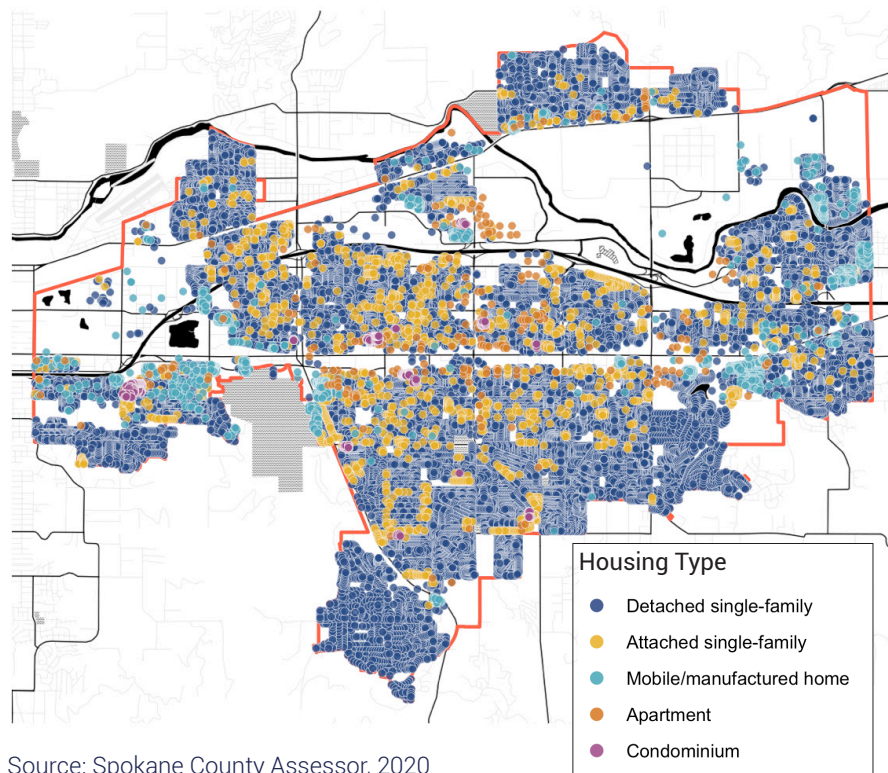 Housing Type
Detached single-family
Attached single-family
Mobile/manufactured home
Apartment
Condominium
Source: Spokane County Assessor, 2020